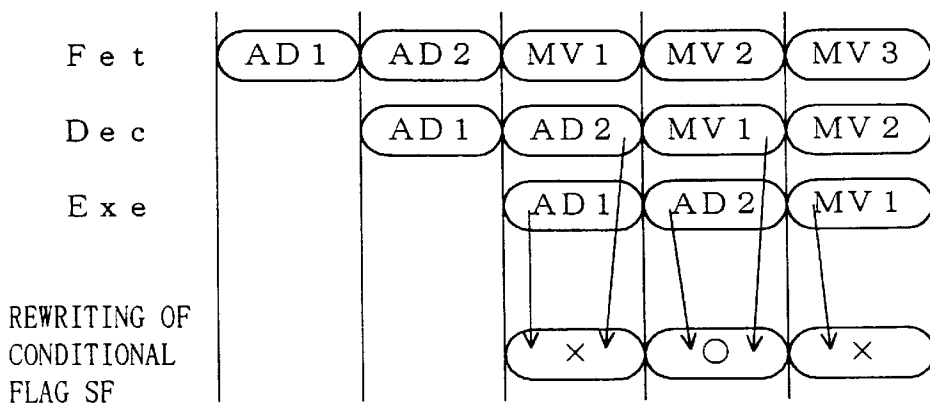 Fet AD1 AD2 MV1 MV2 MV3
Dec AD1 AD2 MV1 MV2
Exe AD1 AD2 MV1
REWRITING OF
CONDITIONAL
FLAG SF
× ○ ×